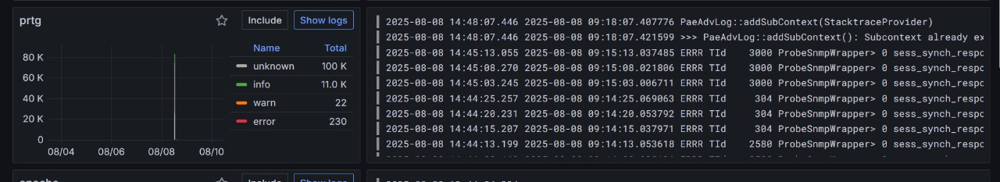 prtg
Include
Show logs
Name Total
unknown 100 K
info 11.0 K
warn 22
error 230
80 K
60 K
40 K
20 K
0
08/04 08/06 08/08 08/10
2025-08-08 14:48:07.446 2025-08-08 09:18:07.407776 PaeAdvLog::addSubContext(StacktraceProvider)
2025-08-08 14:48:07.446 2025-08-08 09:18:07.421599 >>> PaeAdvLog::addSubContext(): Subcontext already ex
2025-08-08 14:45:13.055 2025-08-08 09:15:13.037485 ERRR TId 3000 ProbeSnmpWrapper> 0 sess_synch_respo
2025-08-08 14:45:08.270 2025-08-08 09:15:08.021806 ERRR TId 3000 ProbeSnmpWrapper> 0 sess_synch_respo
2025-08-08 14:45:03.245 2025-08-08 09:15:03.006711 ERRR TId 3000 ProbeSnmpWrapper> 0 sess_synch_respo
2025-08-08 14:44:25.257 2025-08-08 09:14:25.069063 ERRR TId 304 ProbeSnmpWrapper> 0 sess_synch_respo
2025-08-08 14:44:20.231 2025-08-08 09:14:20.053792 ERRR TId 304 ProbeSnmpWrapper> 0 sess_synch_respo
2025-08-08 14:44:15.207 2025-08-08 09:14:15.037971 ERRR TId 304 ProbeSnmpWrapper> 0 sess_synch_respo
2025-08-08 14:44:13.199 2025-08-08 09:14:13.053618 ERRR TId 2580 ProbeSnmpWrapper> 0 sess_synch_respo
Include
Show logs